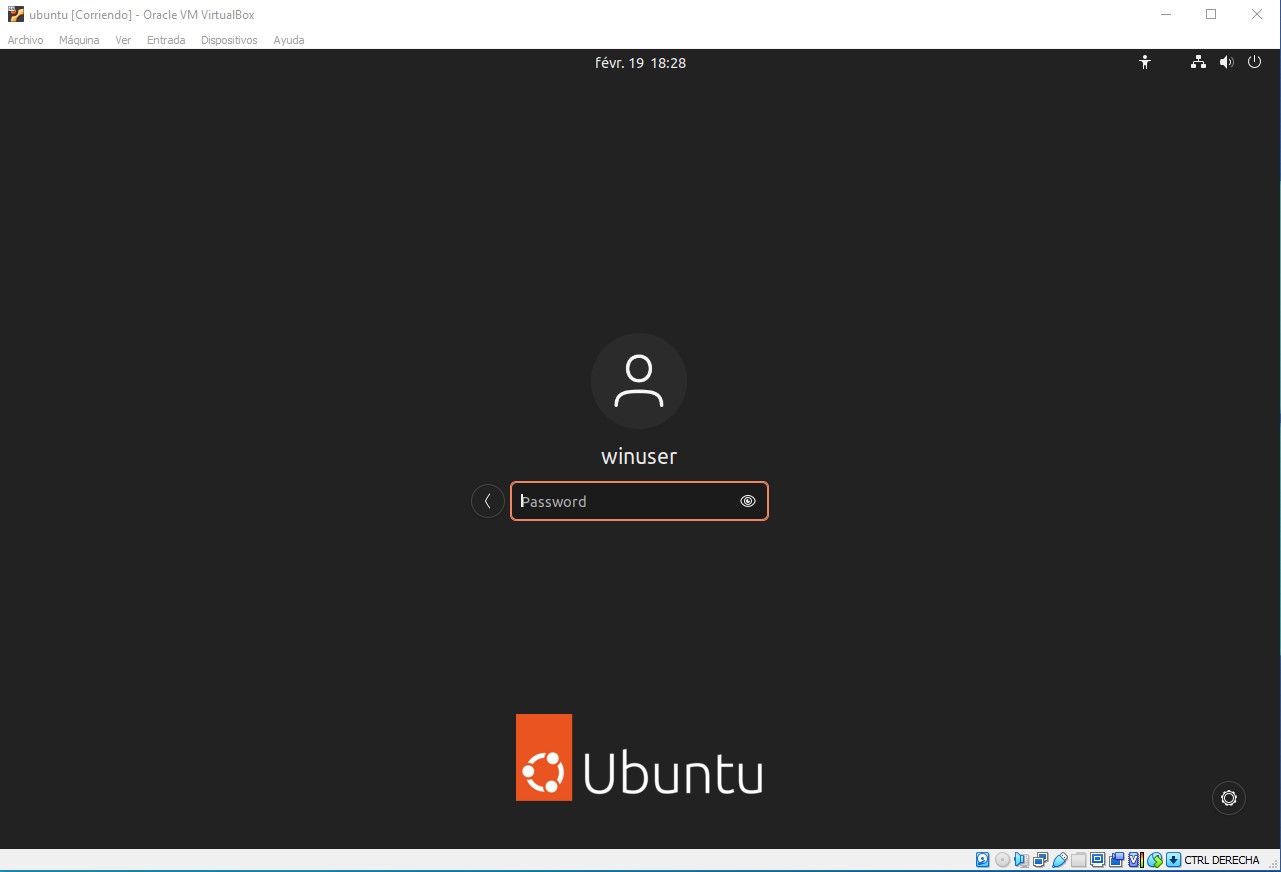 ubuntu [Corriendo] - Oracle VM VirtualBox
Archivo Máquina Ver Entrada Dispositivos Ayuda
févr. 19 18:28
winuser
Password
Ubuntu
CTRL DERECHA